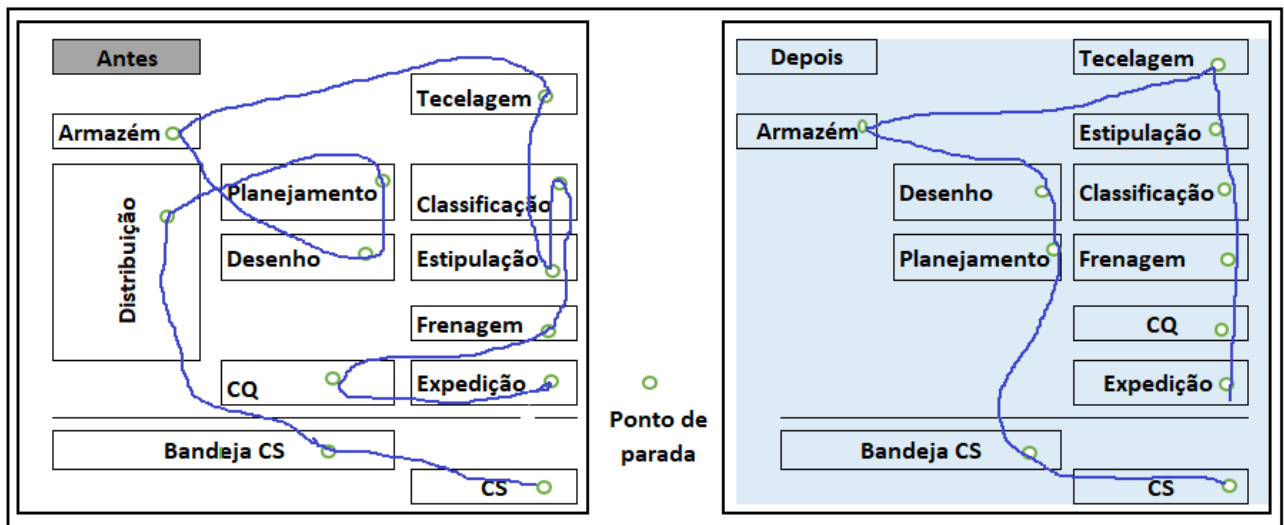 Antes
Tecelagem
Armazém
Distribuição
Planejamento
Classificação
Desenho
Estipulação
Frenagem
CQ
Expedição
Bandeja CS
CS
Ponto de
parada
Depois
Tecelagem
Armazém
Estipulação
Desenho
Classificação
Planejamento
Frenagem
CQ
Expedição
Bandeja CS
CS